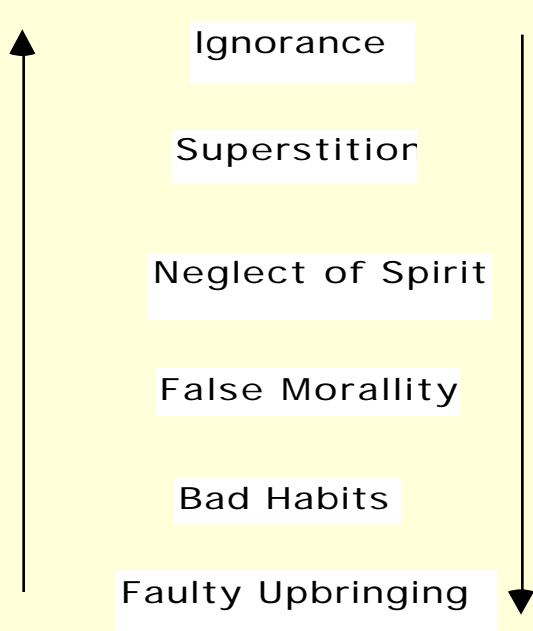 Ignorance
Superstition
Neglect of Spirit
False Morallity
Bad Habits
Faulty Upbringing